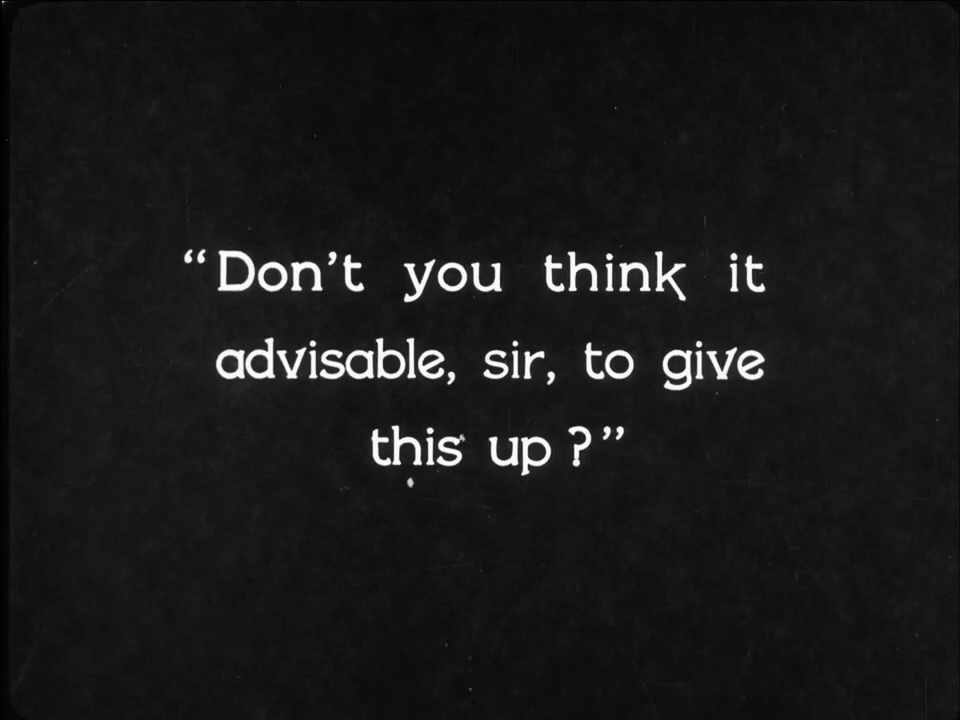 “Don’t you think it
advisable, sir, to give
this up?”